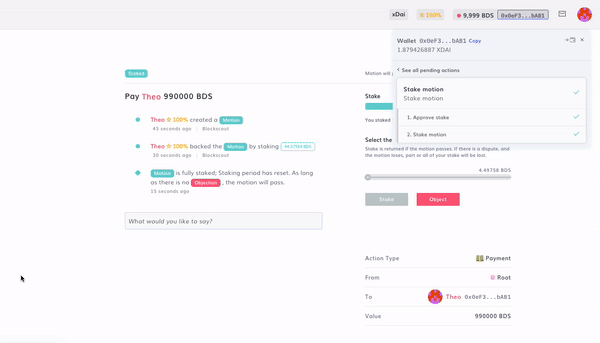 xDai
100%
9,999 BDS
0x0eF3...bAB1
Wallet 0x0eF3...bAB1 Copy
1.879426887 XDAI
See all pending actions
Stake motion
Stake motion
1. Approve stake
2. Stake motion
Staked
Motion will
Pay Theo 990000 BDS
Theo 100% created a Motion
45 seconds ago | Blockscout
Theo 100% backed the Motion by staking
30 seconds ago | Blockscout
Motion is fully staked; Staking period has reset. As long as there is no Objection, the motion will pass.
15 seconds ago
What would you like to say?
Stake
You staked
Select the
Stake is returned if the motion passes. If there is a dispute, and
the motion loses, part or all of your stake will be lost.
4.49758 BDS
Stake
Object
Action Type Payment
From Root
To Theo 0x0eF3...bAB1
Value 990000 BDS